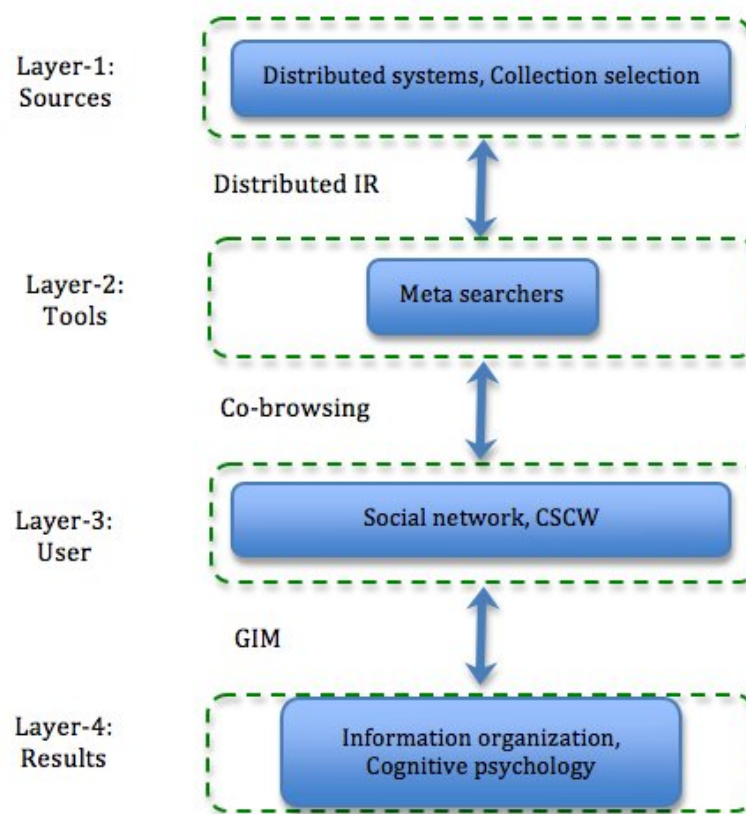 Layer-1:
Sources
Distributed systems, Collection selection
Distributed IR
Layer-2:
Tools
Meta searchers
Co-browsing
Layer-3:
User
Social network, CSCW
GIM
Layer-4:
Results
Information organization,
Cognitive psychology